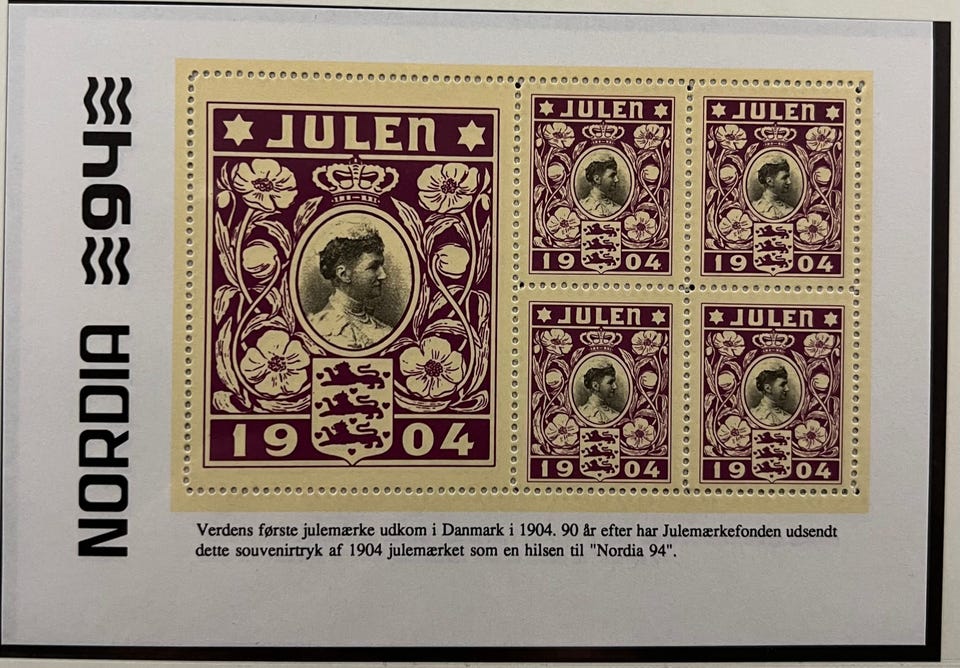 NORDIA 94
JULEN
1904
JULEN
1904
JULEN
1904
JULEN
1904
JULEN
1904
Verdens første julemærke udkom i Danmark i 1904. 90 år efter har Julemærkefonden udsendt
dette souvenirtryk af 1904 julemærket som en hilsen til "Nordia 94".